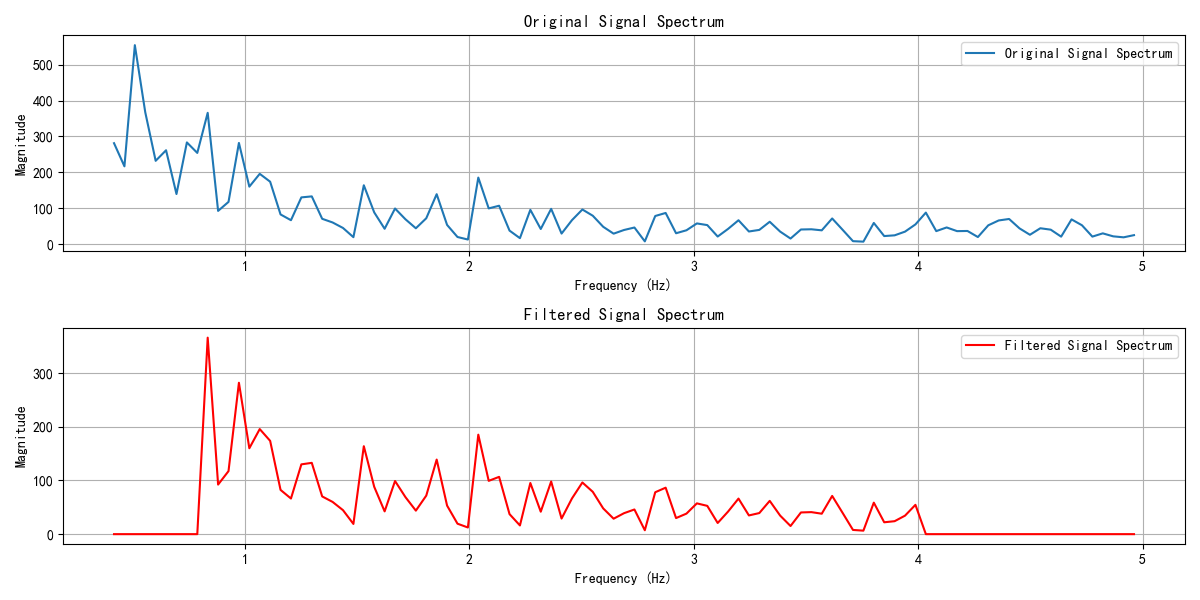 Original Signal Spectrum
Original Signal Spectrum
Magnitude
500
400
300
200
100
0
1
2
3
4
5
Frequency (Hz)
Filtered Signal Spectrum
Filtered Signal Spectrum
Magnitude
300
200
100
0
1
2
3
4
5
Frequency (Hz)